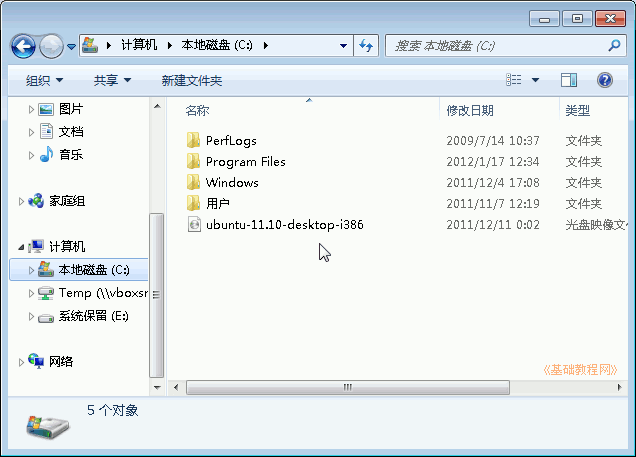 计算机 本地磁盘 (C:)
搜索 本地磁盘 (C:)
组织 共享 新建文件夹
名称 修改日期 类型
图片
文档
音乐
家庭组
计算机
本地磁盘 (C:)
Temp (\\vboxsr
系统保留 (E:)
网络
PerfLogs 2009/7/14 10:37 文件夹
Program Files 2012/1/17 12:34 文件夹
Windows 2011/12/4 17:08 文件夹
用户 2011/11/7 12:19 文件夹
ubuntu-11.10-desktop-i386 2011/12/11 0:02 光盘映像文
《基础教程网》
5 个对象